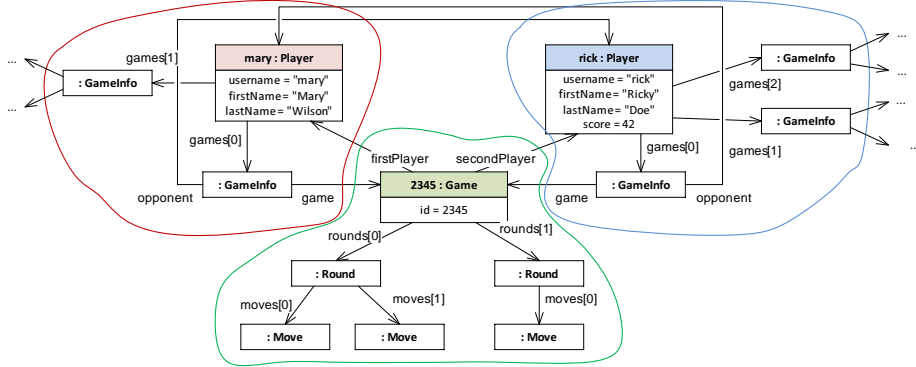 mary : Player
username = "mary"
firstName= "Mary"
lastName= "Wilson"
rick : Player
username = "rick"
firstName= "Ricky"
lastName= "Doe"
score = 42
...
games[1]
: GameInfo
...
: GameInfo
games[2]
...
...
...
: GameInfo
games[1]
..
games[0]
games[0]
firstPlayer
secondPlayer
: GameInfo
opponent
game
2345 : Game
id = 2345
game
: GameInfo
opponent
rounds[0]
rounds[1]
: Round
: Round
moves[0]
moves[1]
moves[0]
: Move
: Move
: Move